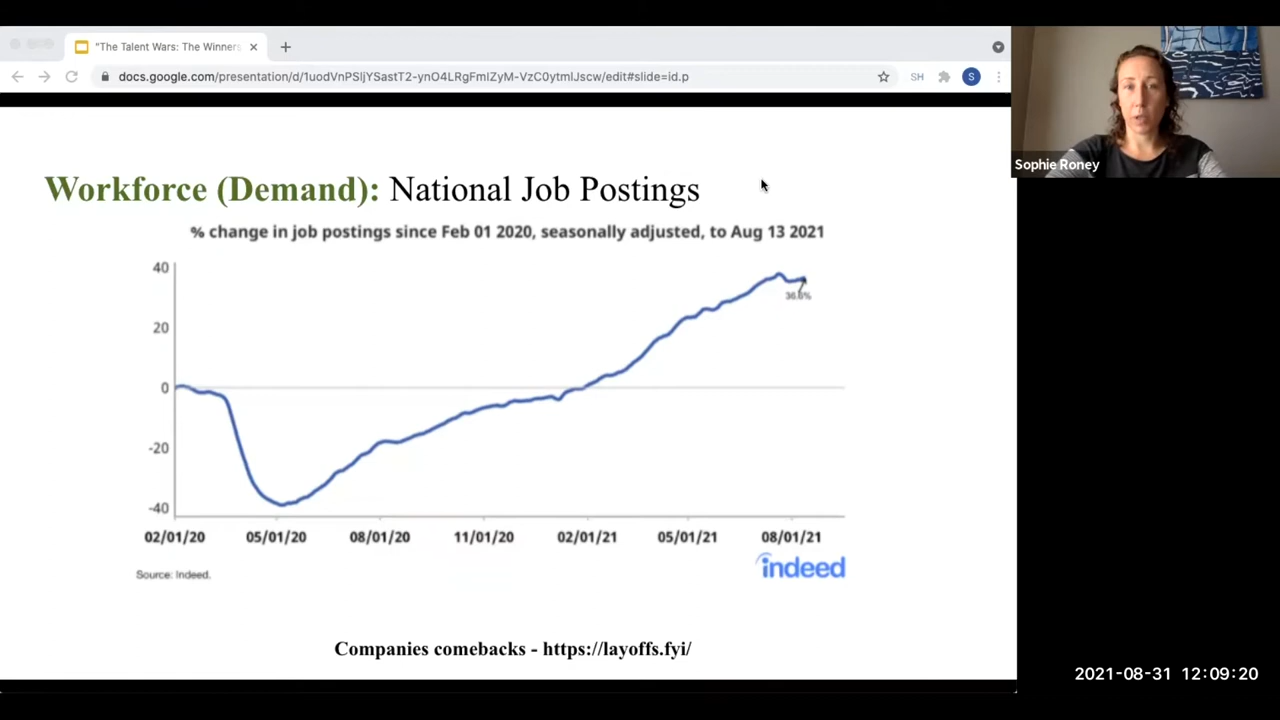 "The Talent Wars: The Winners
docs.google.com/presentation/d/1uodVnPSljYSastT2-ynO4LRgFmiZyM-VzC0ytmlJscw/edit#slide=id.p
SH
S
Sophie Roney
Workforce (Demand): National Job Postings
% change in job postings since Feb 01 2020, seasonally adjusted, to Aug 13 2021
40
20
0
-20
-40
36.8%
02/01/20 05/01/20 08/01/20 11/01/20 02/01/21 05/01/21 08/01/21
Source: Indeed.
indeed
Companies comebacks - https://layoffs.fyi/
2021-08-31 12:09:20